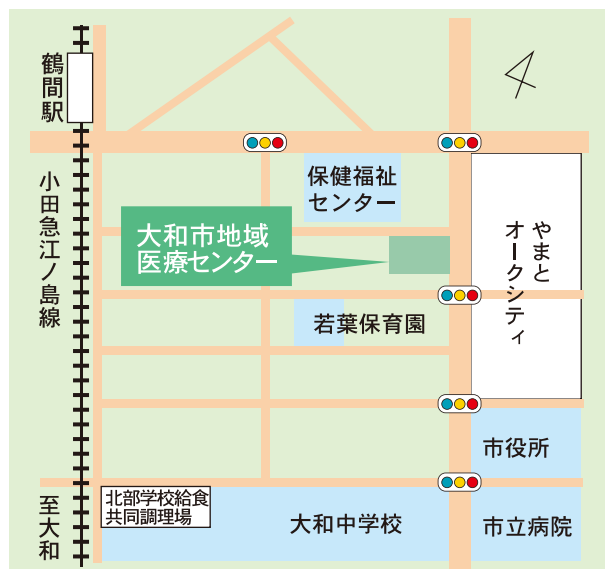 鶴間駅
保健福祉
センター
小田急江ノ島線
大和市地域
医療センター
やまと
オークシティ
若葉保育園
市役所
北部学校給食
共同調理場
大和中学校
市立病院
至大和